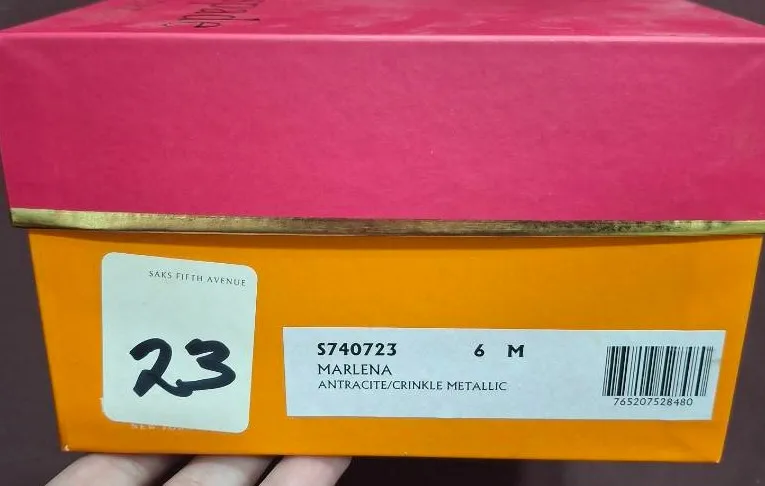 SAKS FIFTH AVENUE
23
S740723 6 M
MARLENA
ANTRACITE/CRINKLE METALLIC
765207528480